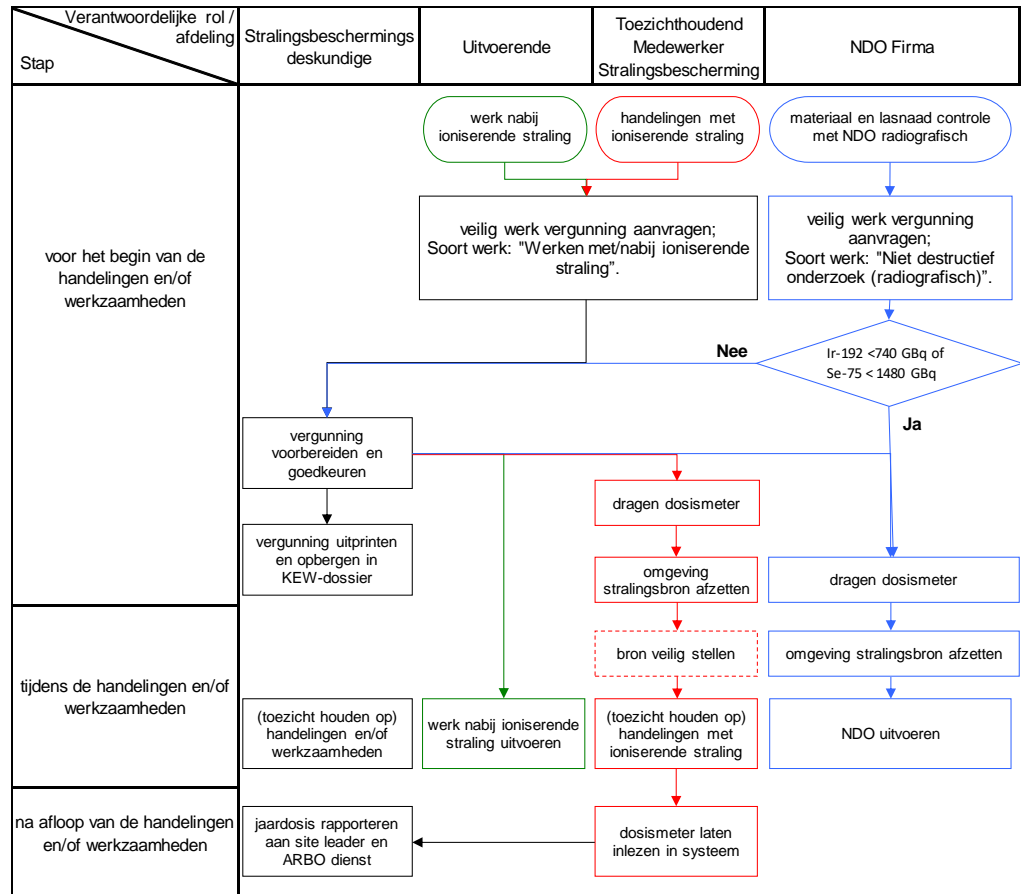 Verantwoordelijke rol /
afdeling
Stap
Stralingsbeschermings
deskundige
Uitvoerende
Toezichthoudend
Medewerker
Stralingsbescherming
NDO Firma
voor het begin van de
handelingen en/of
werkzaamheden
werk nabij
ioniserende straling
handelingen met
ioniserende straling
materiaal en lasnaad controle
met NDO radiografisch
veilig werk vergunning aanvragen;
Soort werk: "Werken met/nabij ioniserende
straling”.
veilig werk vergunning
aanvragen;
Soort werk: "Niet destructief
onderzoek (radiografisch)”.
Nee
Ir-192 <740 GBq of
Se-75 < 1480 GBq
Ja
vergunning
voorbereiden en
goedkeuren
dragen dosismeter
vergunning uitprinten
en opbergen in
KEW-dossier
omgeving
stralingsbron afzetten
dragen dosismeter
tijdens de handelingen en/of
werkzaamheden
bron veilig stellen
omgeving stralingsbron afzetten
(toezicht houden op)
handelingen en/of
werkzaamheden
werk nabij ioniserende
straling uitvoeren
(toezicht houden op)
handelingen met
ioniserende straling
NDO uitvoeren
na afloop van de handelingen
en/of werkzaamheden
jaardosis rapporteren
aan site leader en
ARBO dienst
dosismeter laten
inlezen in systeem